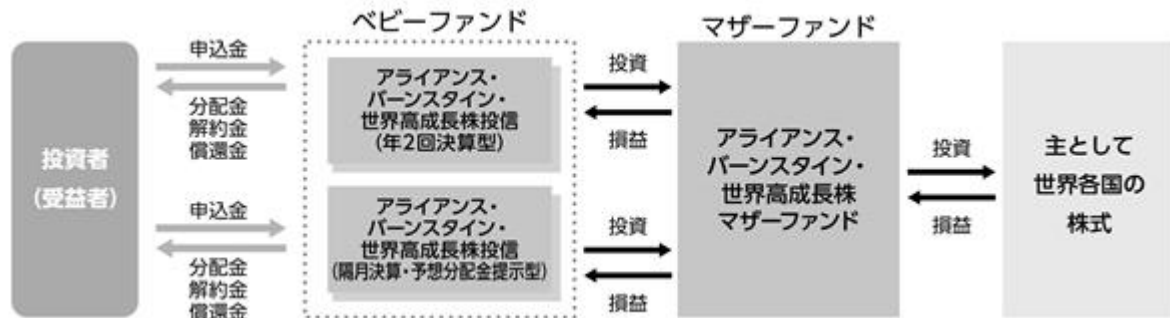 ベビーファンド
マザーファンド
投資者
(受益者)
申込金
分配金
解約金
償還金
申込金
分配金
解約金
償還金
アライアンス・
バーンスタイン・
世界高成長株投信
(年2回決算型)
アライアンス・
バーンスタイン・
世界高成長株投信
(隔月決算・予想分配金提示型)
投資
損益
投資
損益
アライアンス・
バーンスタイン・
世界高成長株
マザーファンド
投資
損益
主として
世界各国の
株式